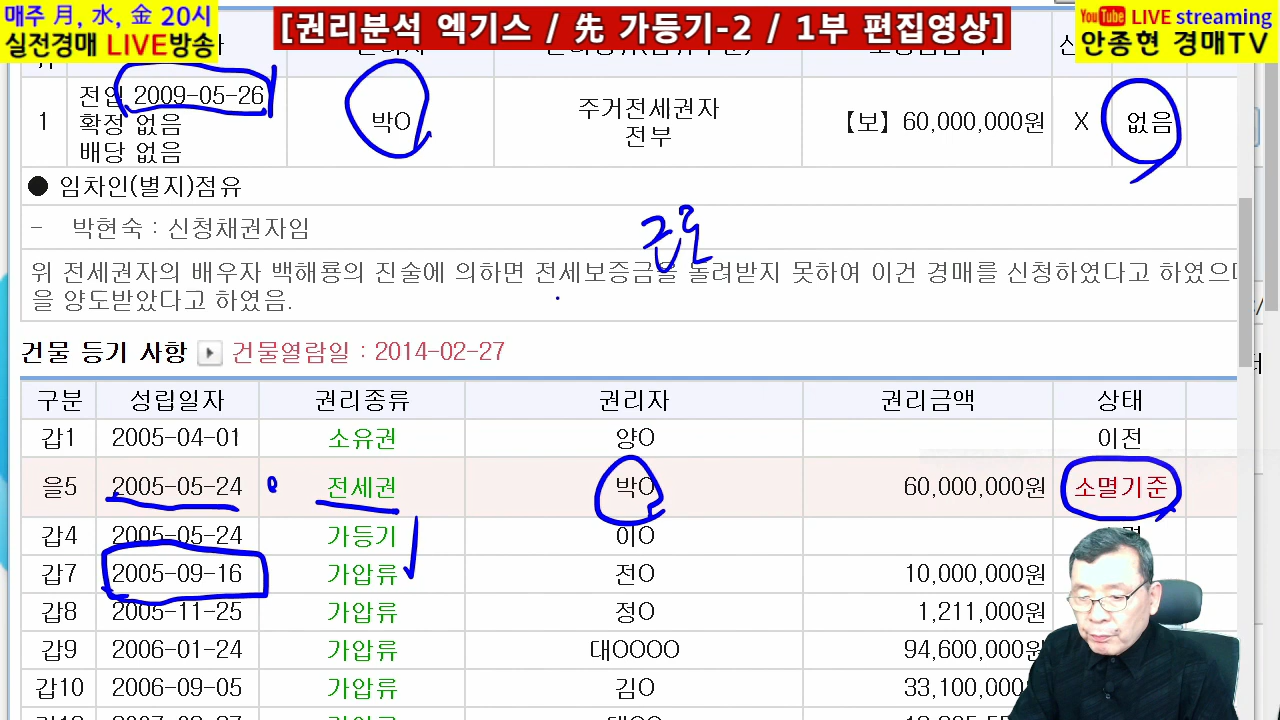 매주 月, 水, 金 20시
실전경매 LIVE방송
[권리분석 엑기스 / 先 가등기-2 / 1부 편집영상]
YouTube LIVE streaming
안종현 경매TV
1
전입 2009-05-26
확정 없음
배당 없음
박O
주거전세권자
전부
【보】 60,000,000원
X
없음
● 임차인(별지)점유
- 박현숙 : 신청채권자임
위 전세권자의 배우자 백해룡의 진술에 의하면 전세보증금을 돌려받지 못하여 이건 경매를 신청하였다고 하였으며
을 양도받았다고 하였음.
건물 등기 사항 건물열람일 : 2014-02-27
구분 성립일자 권리종류 권리자 권리금액 상태
갑1 2005-04-01 소유권 양O 이전
을5 2005-05-24 전세권 박O 60,000,000원 소멸기준
갑4 2005-05-24 가등기 이O
갑7 2005-09-16 가압류 전O 10,000,000원
갑8 2005-11-25 가압류 정O 1,211,000원
갑9 2006-01-24 가압류 대OOOO 94,600,000원
갑10 2006-09-05 가압류 김O 33,100,000